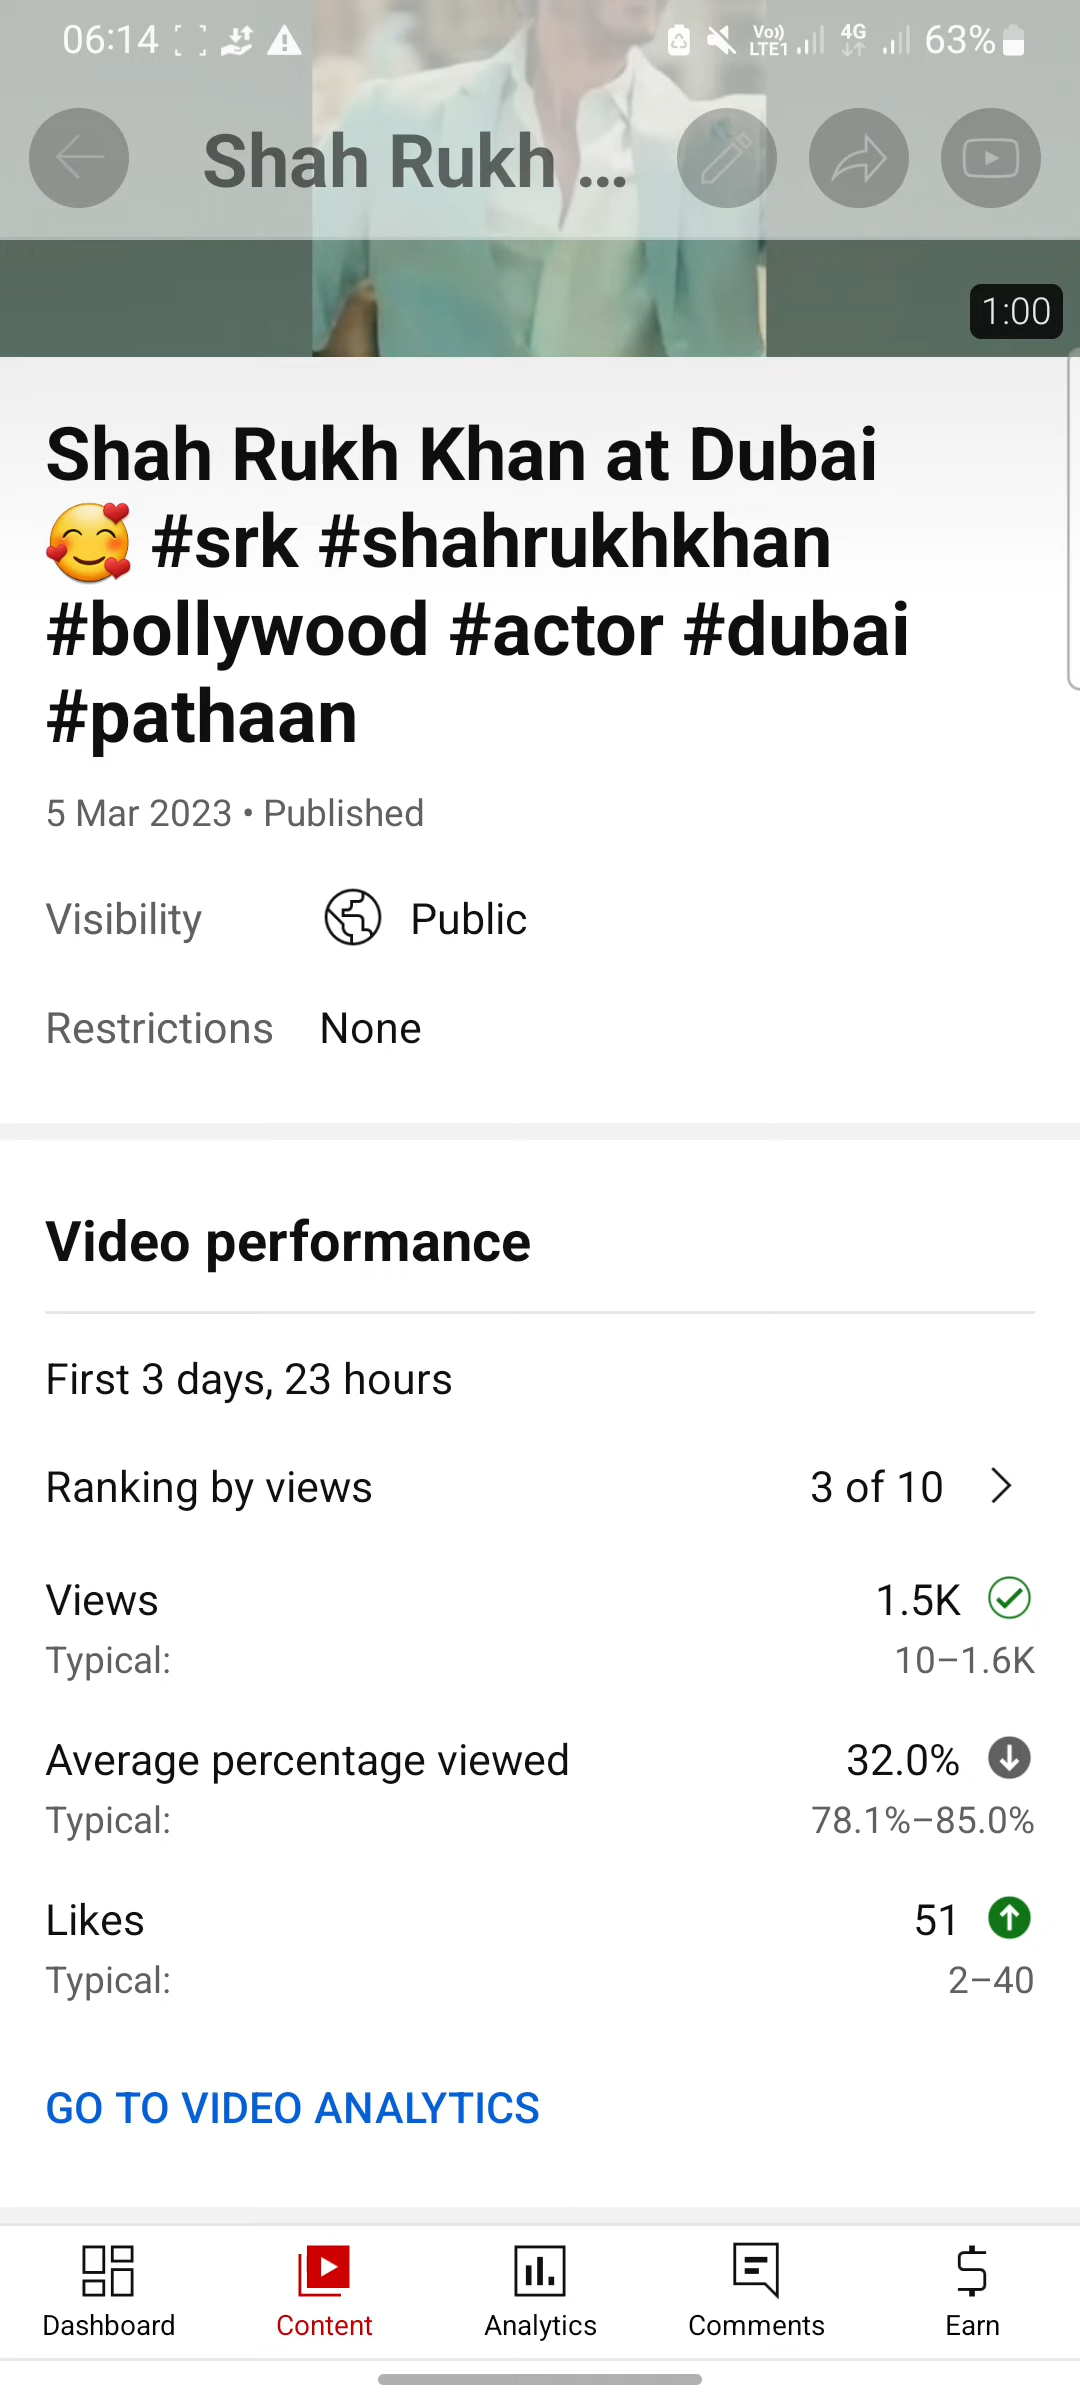 06:14 Vo)) LTE1 4G 63%
Shah Rukh ...
1:00
Shah Rukh Khan at Dubai
🥰 #srk #shahrukhkhan
#bollywood #actor #dubai
#pathaan
5 Mar 2023 • Published
Visibility Public
Restrictions None
Video performance
First 3 days, 23 hours
Ranking by views 3 of 10
Views 1.5K
Typical: 10–1.6K
Average percentage viewed 32.0%
Typical: 78.1%–85.0%
Likes 51
Typical: 2–40
GO TO VIDEO ANALYTICS
Dashboard Content Analytics Comments Earn